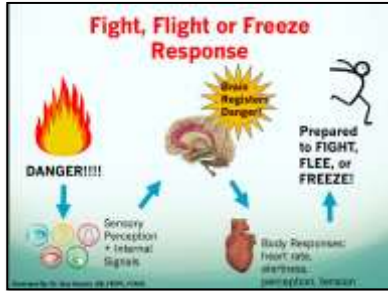 Fight, Flight or Freeze
Response
Brain
Registers
Danger!
Prepared
to FIGHT,
FLEE, or
FREEZE!
DANGER!!!!
Sensory
Perception
+ Internal
Signals
Body Responses:
heart rate,
alertness,
perception, tension